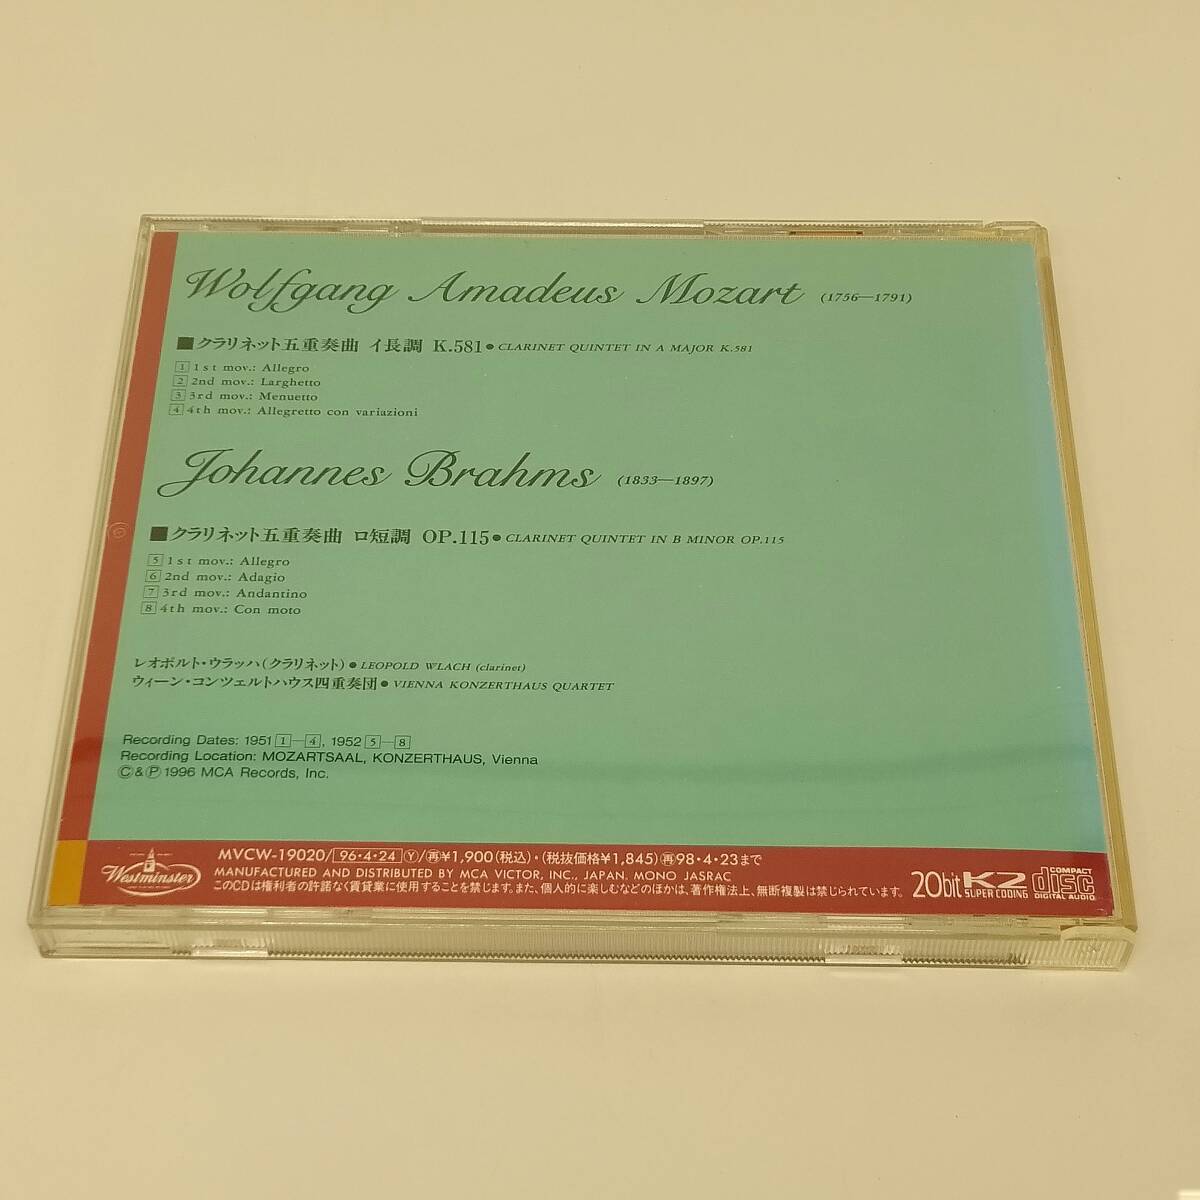 Wolfgang Amadeus Mozart (1756—1791)
■クラリネット五重奏曲 イ長調 K.581● CLARINET QUINTET IN A MAJOR K.581
1 1st mov.: Allegro
2 2nd mov.: Larghetto
3 3rd mov.: Menuetto
4 4th mov.: Allegretto con variazioni
Johannes Brahms (1833—1897)
■クラリネット五重奏曲 ロ短調 OP.115● CLARINET QUINTET IN B MINOR OP.115
5 1st mov.: Allegro
6 2nd mov.: Adagio
7 3rd mov.: Andantino
8 4th mov.: Con moto
レオポルト・ウラッハ(クラリネット)● LEOPOLD WLACH (clarinet)
ウィーン・コンツェルトハウス四重奏団● VIENNA KONZERTHAUS QUARTET
Recording Dates: 1951 1—4, 1952 5—8
Recording Location: MOZARTSAAL, KONZERTHAUS, Vienna
Ⓒ&Ⓟ1996 MCA Records, Inc.
Westminster
MVCW-19020/96・4・24Ⓨ/再¥1,900(税込)・(税抜価格¥1,845)再98・4・23まで
MANUFACTURED AND DISTRIBUTED BY MCA VICTOR, INC., JAPAN. MONO JASRAC
このCDは権利者の許諾なく賃貸業に使用することを禁じます。また、個人的に楽しむなどのほかは、著作権法上、無断複製は禁じられています。
20bit K2 SUPER CODING
COMPACT disc DIGITAL AUDIO